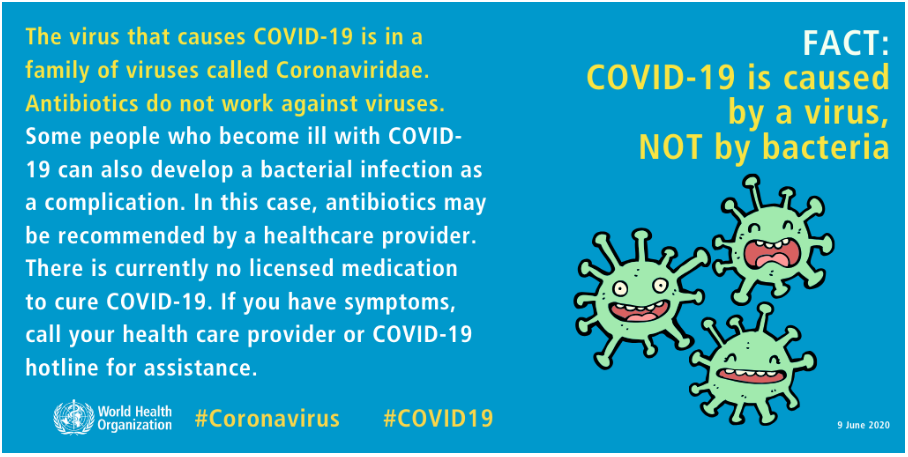 The virus that causes COVID-19 is in a
family of viruses called Coronaviridae.
Antibiotics do not work against viruses.
Some people who become ill with COVID-
19 can also develop a bacterial infection as
a complication. In this case, antibiotics may
be recommended by a healthcare provider.
There is currently no licensed medication
to cure COVID-19. If you have symptoms,
call your health care provider or COVID-19
hotline for assistance.
FACT:
COVID-19 is caused
by a virus,
NOT by bacteria
World Health
Organization
#Coronavirus #COVID19
9 June 2020